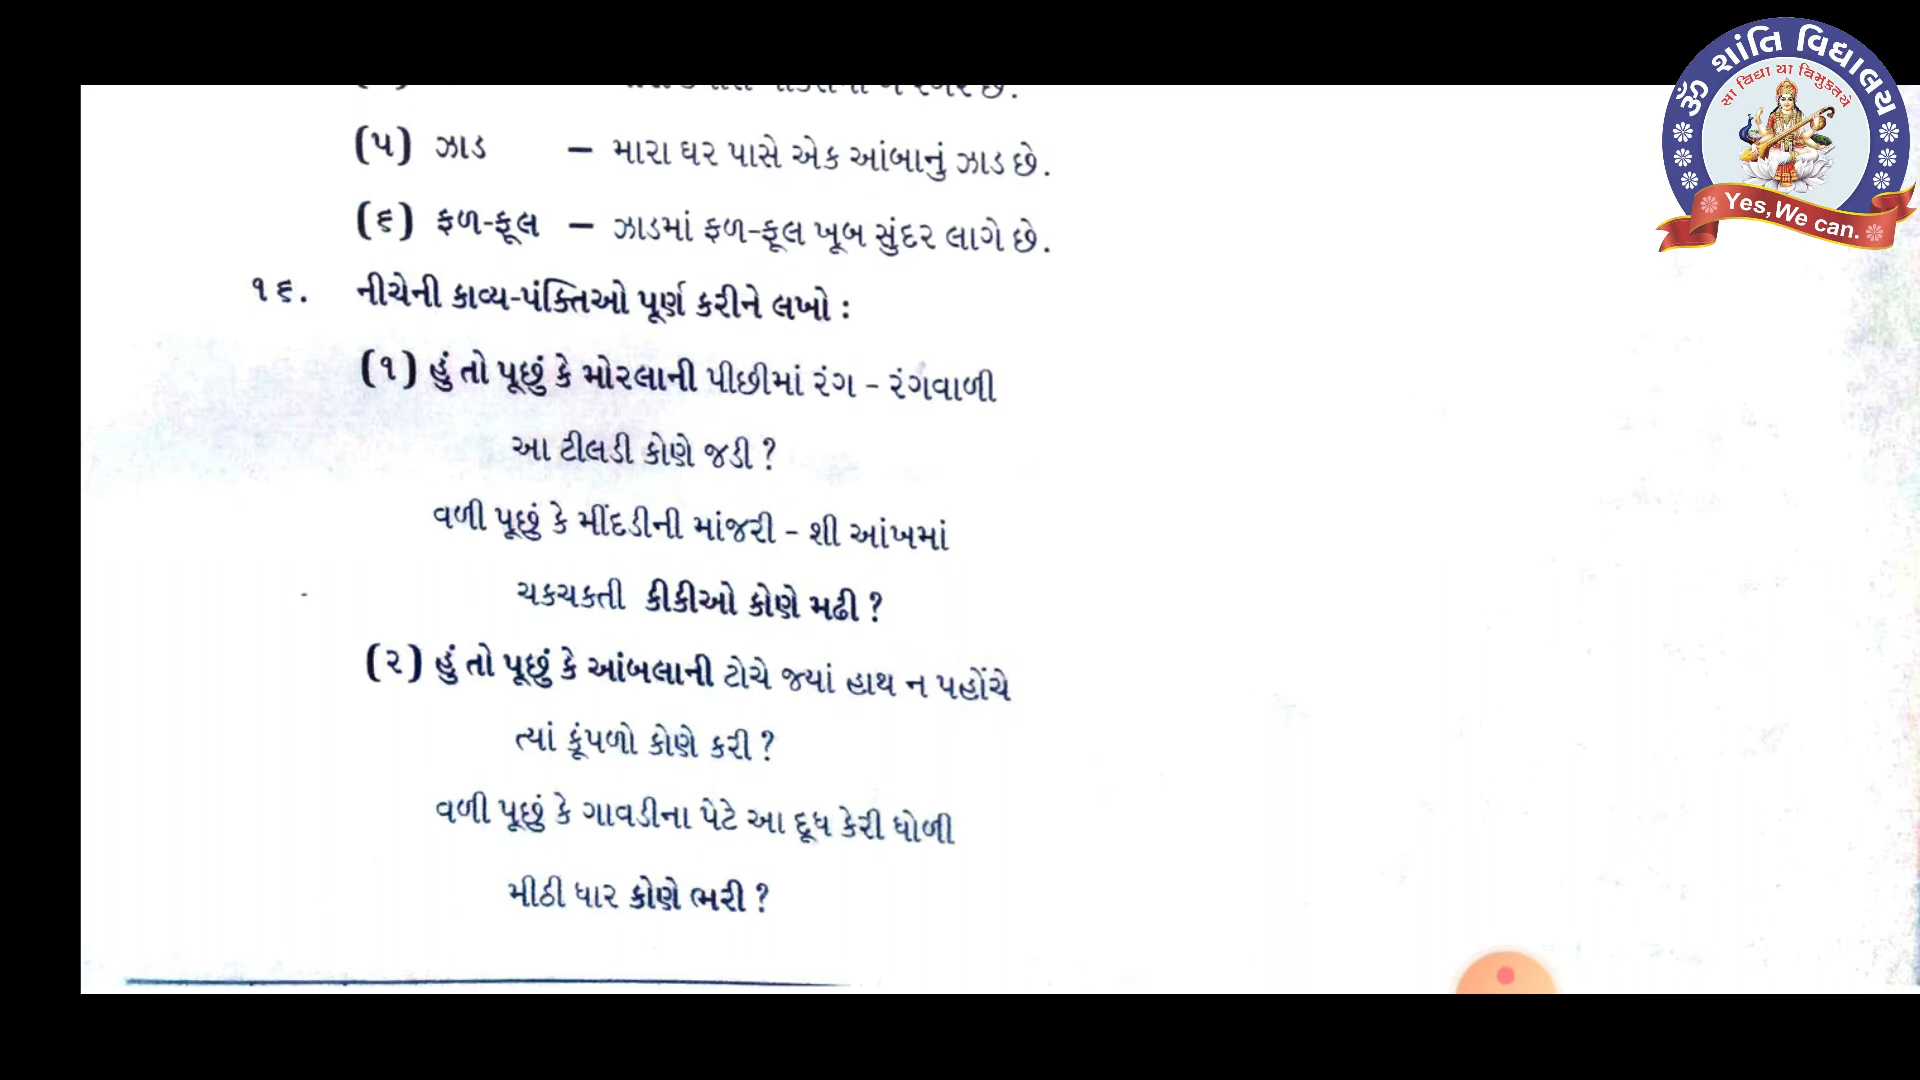 (૫) ઝાડ – મારા ઘર પાસે એક આંબાનું ઝાડ છે.
(૬) ફળ-ફૂલ – ઝાડમાં ફળ-ફૂલ ખૂબ સુંદર લાગે છે.
૧૬. નીચેની કાવ્ય-પંક્તિઓ પૂર્ણ કરીને લખો :
(૧) હું તો પૂછું કે મોરલાની પીછીમાં રંગ - રંગવાળી
આ ટીલડી કોણે જડી ?
વળી પૂછું કે મીંદડીની માંજરી - શી આંખમાં
ચકચકતી કીકીઓ કોણે મઢી ?
(૨) હું તો પૂછું કે આંબલાની ટોચે જ્યાં હાથ ન પહોંચે
ત્યાં કૂંપળો કોણે કરી ?
વળી પૂછું કે ગાવડીના પેટે આ દૂધ કેરી ધોળી
મીઠી ધાર કોણે ભરી ?
ૐ શાંતિ વિદ્યાલય
સા વિદ્યા યા વિમુક્તયે
Yes, We can.